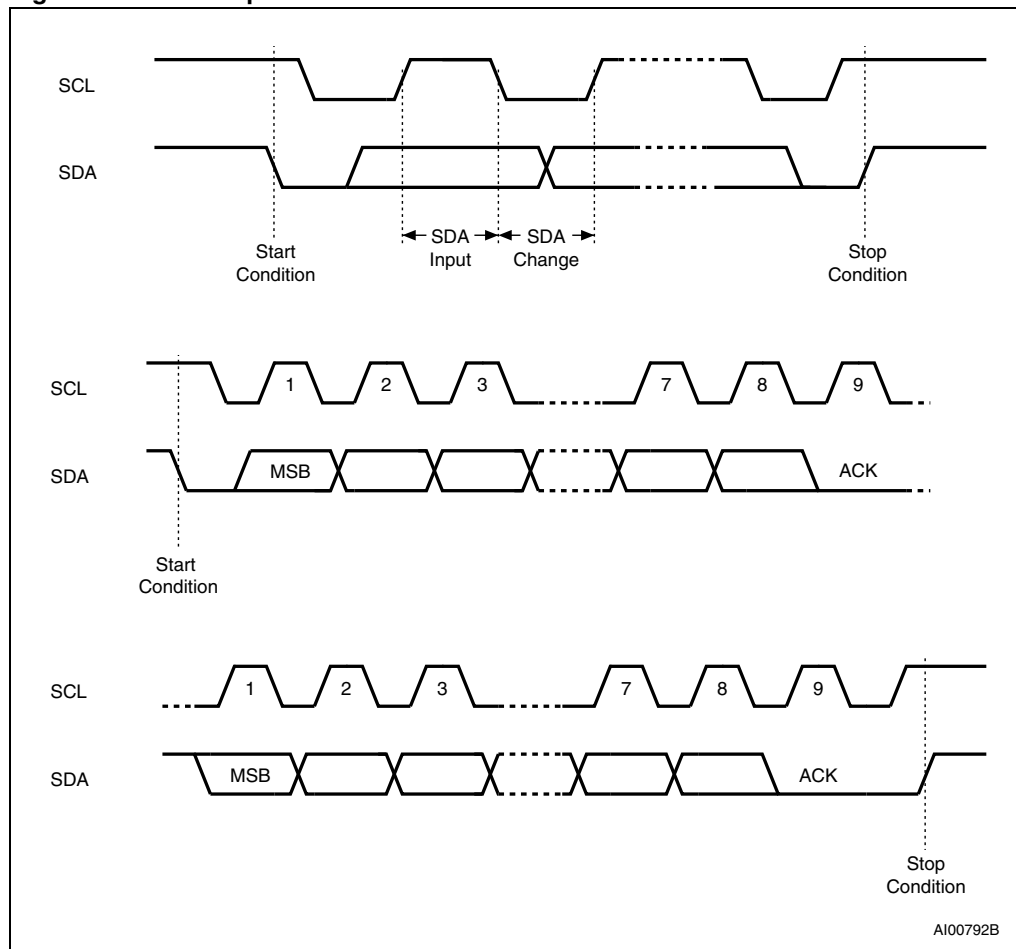 SCL
SDA
Start
Condition
SDA
Input
SDA
Change
Stop
Condition
SCL
1 2 3 7 8 9
SDA
MSB ACK
Start
Condition
SCL
1 2 3 7 8 9
SDA
MSB ACK
Stop
Condition
AI00792B